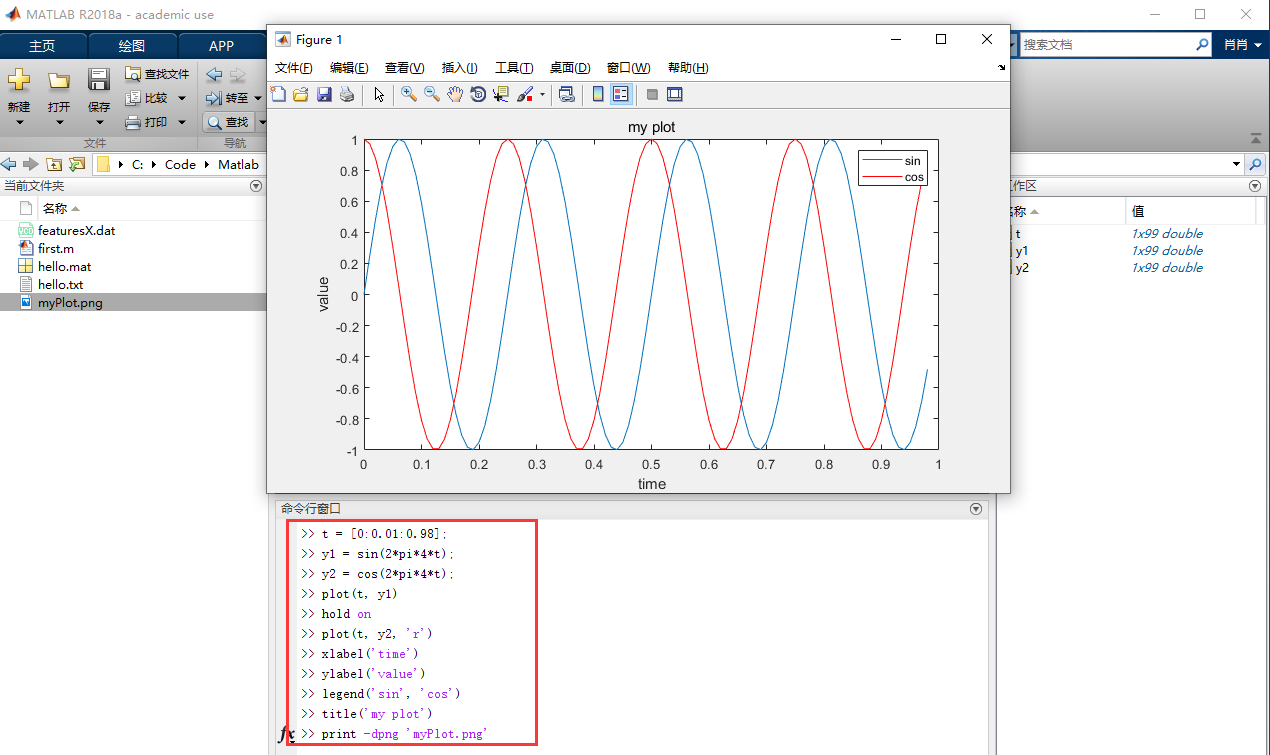 MATLAB R2018a - academic use
主页 绘图 APP
搜索文档 肖肖
新建 打开 保存 查找文件 比较 打印 转至 查找
文件 导航
C: Code Matlab
当前文件夹
名称
featuresX.dat
first.m
hello.mat
hello.txt
myPlot.png
Figure 1
文件(F) 编辑(E) 查看(V) 插入(I) 工具(T) 桌面(D) 窗口(W) 帮助(H)
my plot
sin
cos
1
0.8
0.6
0.4
0.2
0
-0.2
-0.4
-0.6
-0.8
-1
value
0 0.1 0.2 0.3 0.4 0.5 0.6 0.7 0.8 0.9 1
time
工作区
名称 值
t 1x99 double
y1 1x99 double
y2 1x99 double
命令行窗口
>> t = [0:0.01:0.98];
>> y1 = sin(2*pi*4*t);
>> y2 = cos(2*pi*4*t);
>> plot(t, y1)
>> hold on
>> plot(t, y2, 'r')
>> xlabel('time')
>> ylabel('value')
>> legend('sin', 'cos')
>> title('my plot')
fx >> print -dpng 'myPlot.png'